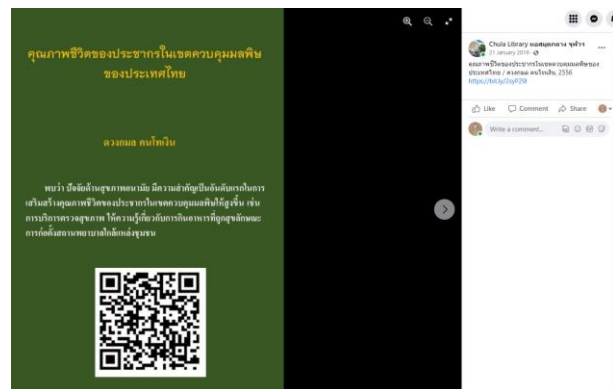 คุณภาพชีวิตของประชากรในเขตควบคุมมลพิษ
ของประเทศไทย
ดวงกมล คนโทเงิน
พบว่า ปัจจัยด้านสุขภาพอนามัย มีความสำคัญเป็นอันดับแรกในการ
เสริมสร้างคุณภาพชีวิตของประชากรในเขตควบคุมมลพิษให้สูงขึ้น เช่น
การบริการตรวจสุขภาพ ให้ความรู้เกี่ยวกับการกินอาหารที่ถูกสุขลักษณะ
การก่อตั้งสถานพยาบาลใกล้แหล่งชุมชน
Chula Library หอสมุดกลาง จุฬาฯ
21 January 2019
คุณภาพชีวิตของประชากรในเขตควบคุมมลพิษของ
ประเทศไทย / ดวงกมล คนโทเงิน, 2556
Like Comment Share
Write a comment...